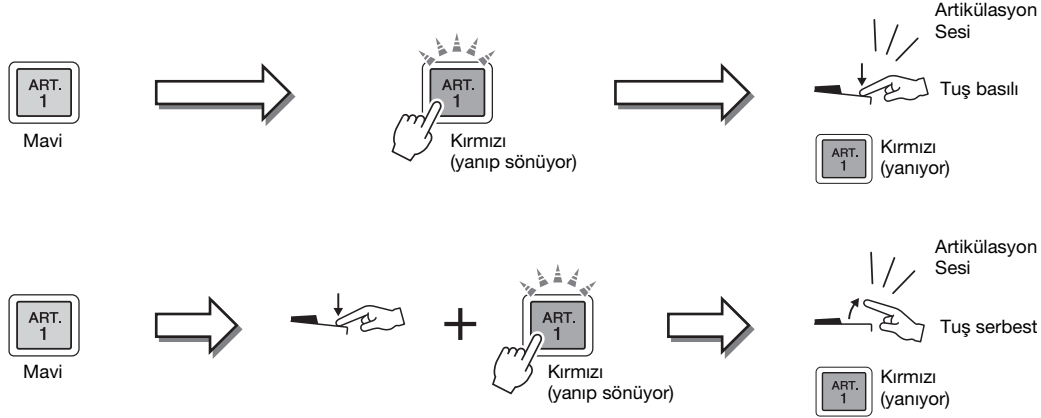 Artikülasyon
Sesi
ART.
1
Mavi
ART.
1
Kırmızı
(yanıp sönüyor)
Tuş basılı
ART.
1
Kırmızı
(yanıyor)
Artikülasyon
Sesi
ART.
1
Mavi
ART.
1
Kırmızı
(yanıp sönüyor)
Tuş serbest
ART.
1
Kırmızı
(yanıyor)